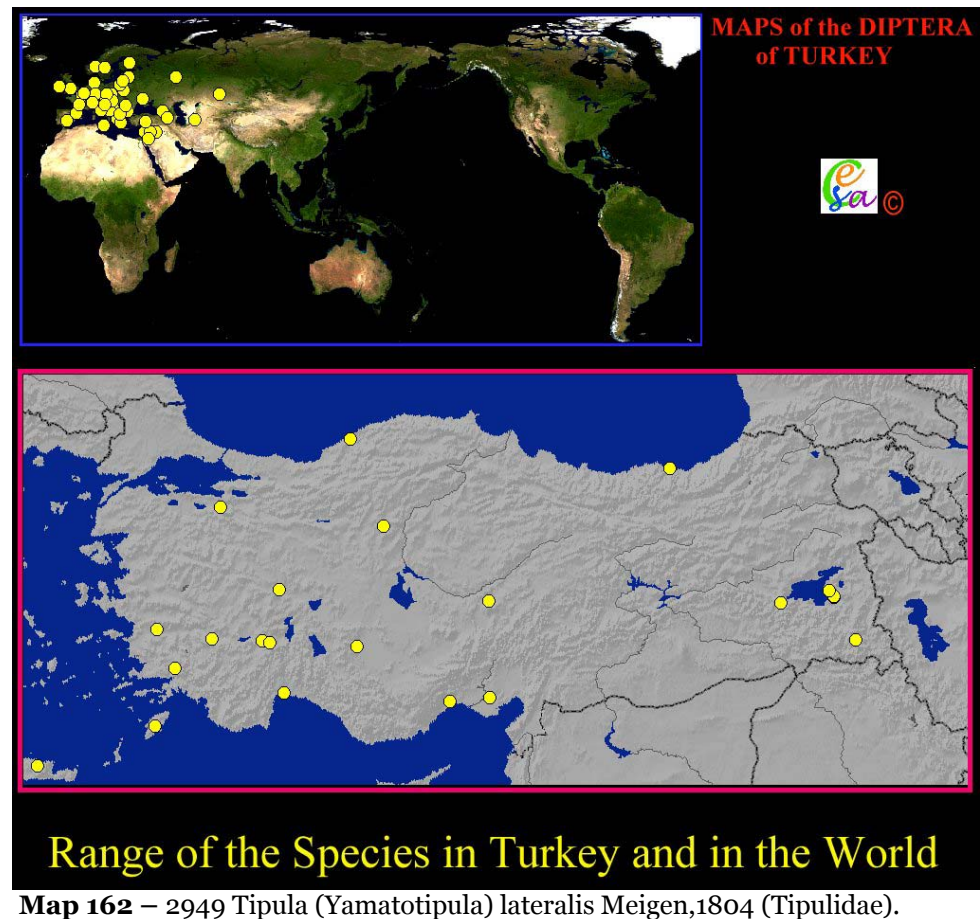 MAPS of the DIPTERA
of TURKEY
Cesa ©
Range of the Species in Turkey and in the World
Map 162 – 2949 Tipula (Yamatotipula) lateralis Meigen,1804 (Tipulidae).